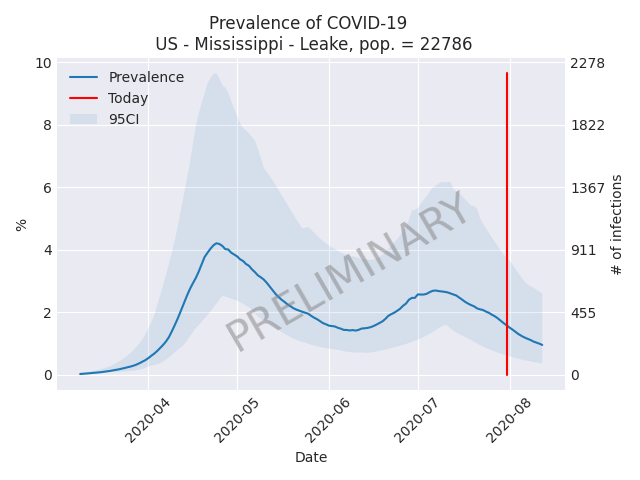 Prevalence of COVID-19
US - Mississippi - Leake, pop. = 22786
10
8
6
4
2
0
%
2278
1822
1367
911
455
0
# of infections
Prevalence
Today
95CI
PRELIMINARY
2020-04
2020-05
2020-06
2020-07
2020-08
Date